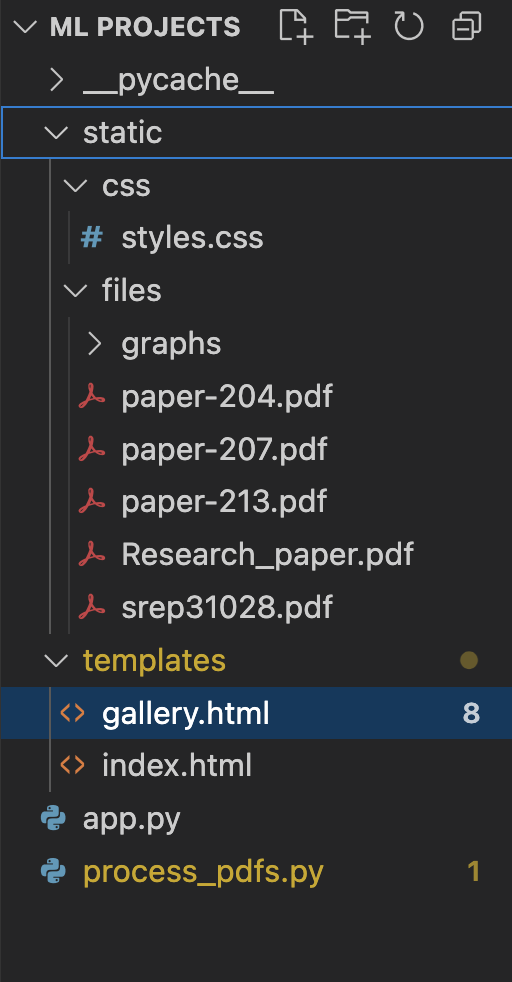 ML PROJECTS
__pycache__
static
css
# styles.css
files
graphs
paper-204.pdf
paper-207.pdf
paper-213.pdf
Research_paper.pdf
srep31028.pdf
templates
<> gallery.html 8
<> index.html
app.py
process_pdfs.py 1